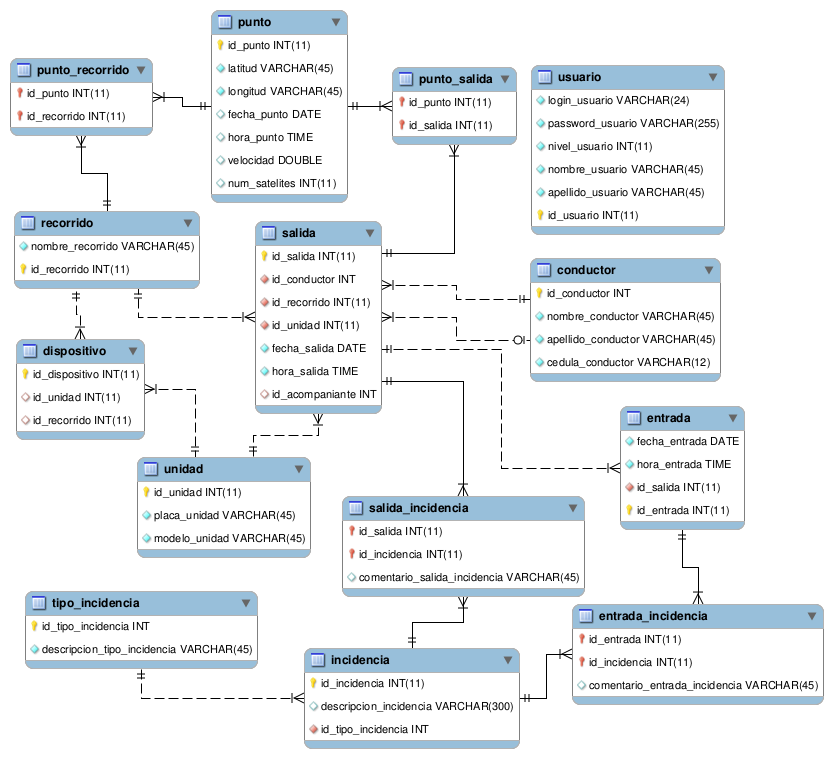 punto
id_punto INT(11)
latitud VARCHAR(45)
longitud VARCHAR(45)
fecha_punto DATE
hora_punto TIME
velocidad DOUBLE
num_satelites INT(11)
punto_recorrido
id_punto INT(11)
id_recorrido INT(11)
punto_salida
id_punto INT(11)
id_salida INT(11)
usuario
login_usuario VARCHAR(24)
password_usuario VARCHAR(255)
nivel_usuario INT(11)
nombre_usuario VARCHAR(45)
apellido_usuario VARCHAR(45)
id_usuario INT(11)
recorrido
nombre_recorrido VARCHAR(45)
id_recorrido INT(11)
salida
id_salida INT(11)
id_conductor INT
id_recorrido INT(11)
id_unidad INT(11)
fecha_salida DATE
hora_salida TIME
id_acompaniante INT
conductor
id_conductor INT
nombre_conductor VARCHAR(45)
apellido_conductor VARCHAR(45)
cedula_conductor VARCHAR(12)
dispositivo
id_dispositivo INT(11)
id_unidad INT(11)
id_recorrido INT(11)
entrada
fecha_entrada DATE
hora_entrada TIME
id_salida INT(11)
id_entrada INT(11)
unidad
id_unidad INT(11)
placa_unidad VARCHAR(45)
modelo_unidad VARCHAR(45)
salida_incidencia
id_salida INT(11)
id_incidencia INT(11)
comentario_salida_incidencia VARCHAR(45)
tipo_incidencia
id_tipo_incidencia INT
descripcion_tipo_incidencia VARCHAR(45)
entrada_incidencia
id_entrada INT(11)
id_incidencia INT(11)
comentario_entrada_incidencia VARCHAR(45)
incidencia
id_incidencia INT(11)
descripcion_incidencia VARCHAR(300)
id_tipo_incidencia INT